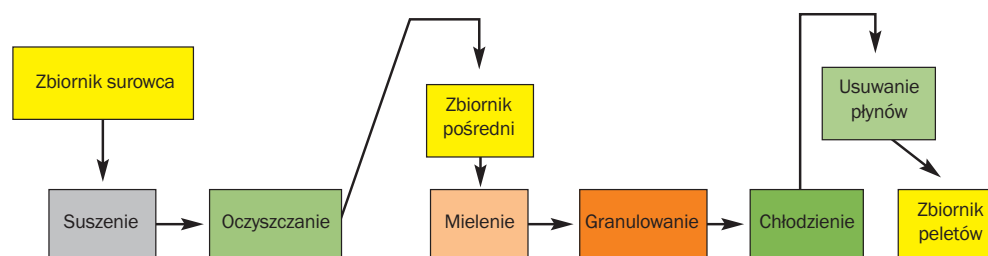 Zbiornik surowca
Suszenie
Oczyszczanie
Zbiornik
pośredni
Mielenie
Granulowanie
Chłodzienie
Usuwanie
płynów
Zbiornik
peletów